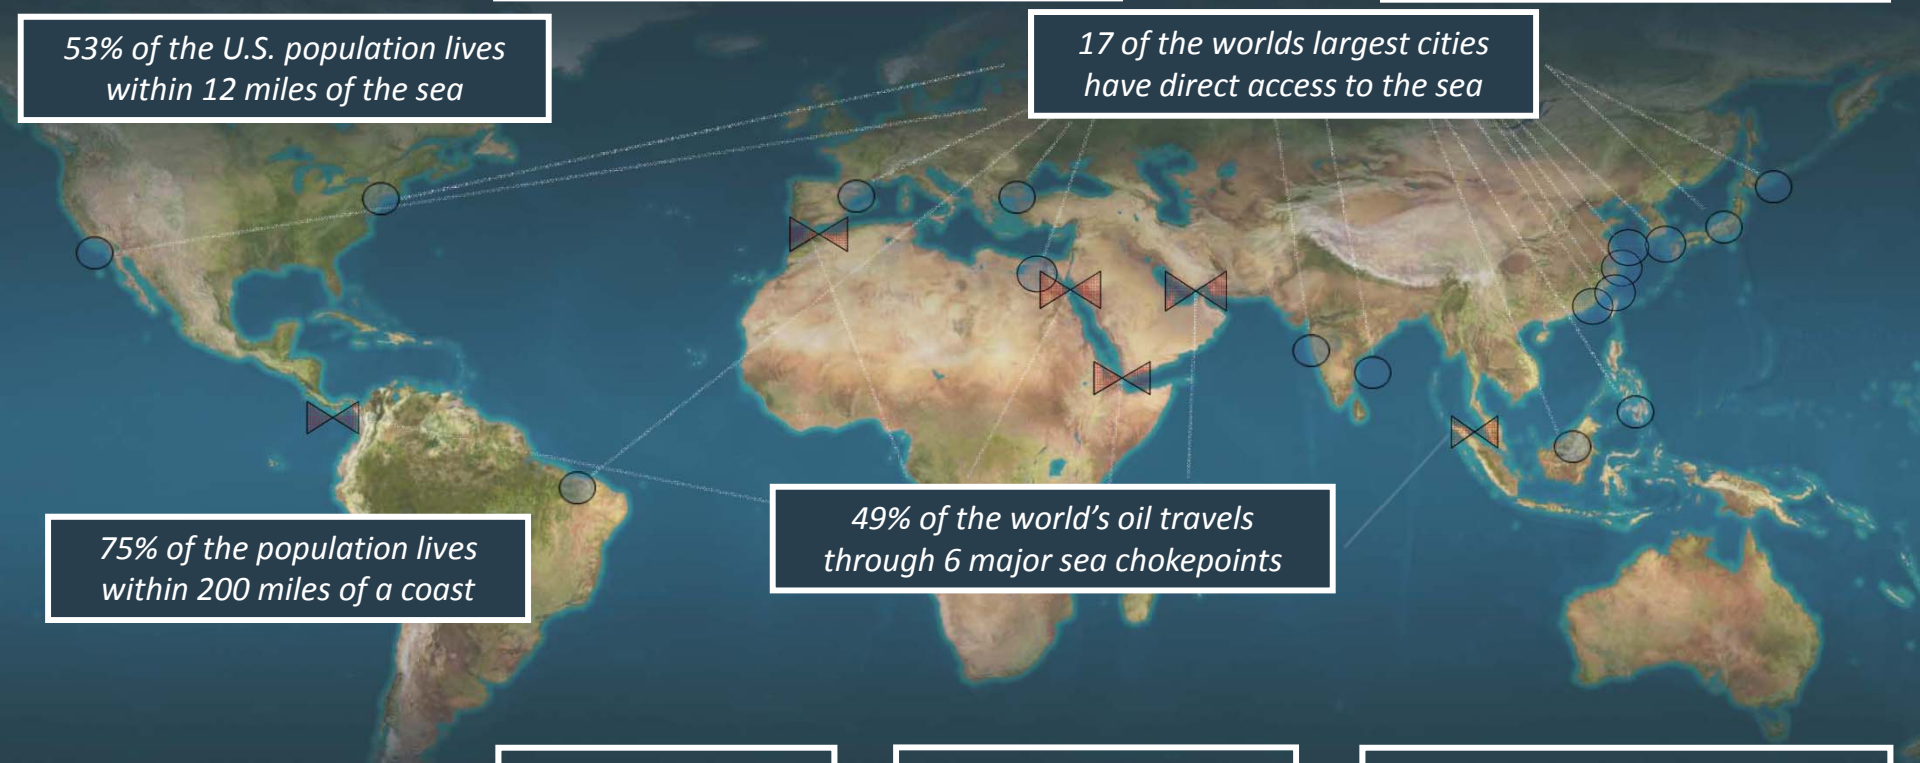 53% of the U.S. population lives
within 12 miles of the sea
17 of the worlds largest cities
have direct access to the sea
75% of the population lives
within 200 miles of a coast
49% of the world’s oil travels
through 6 major sea chokepoints